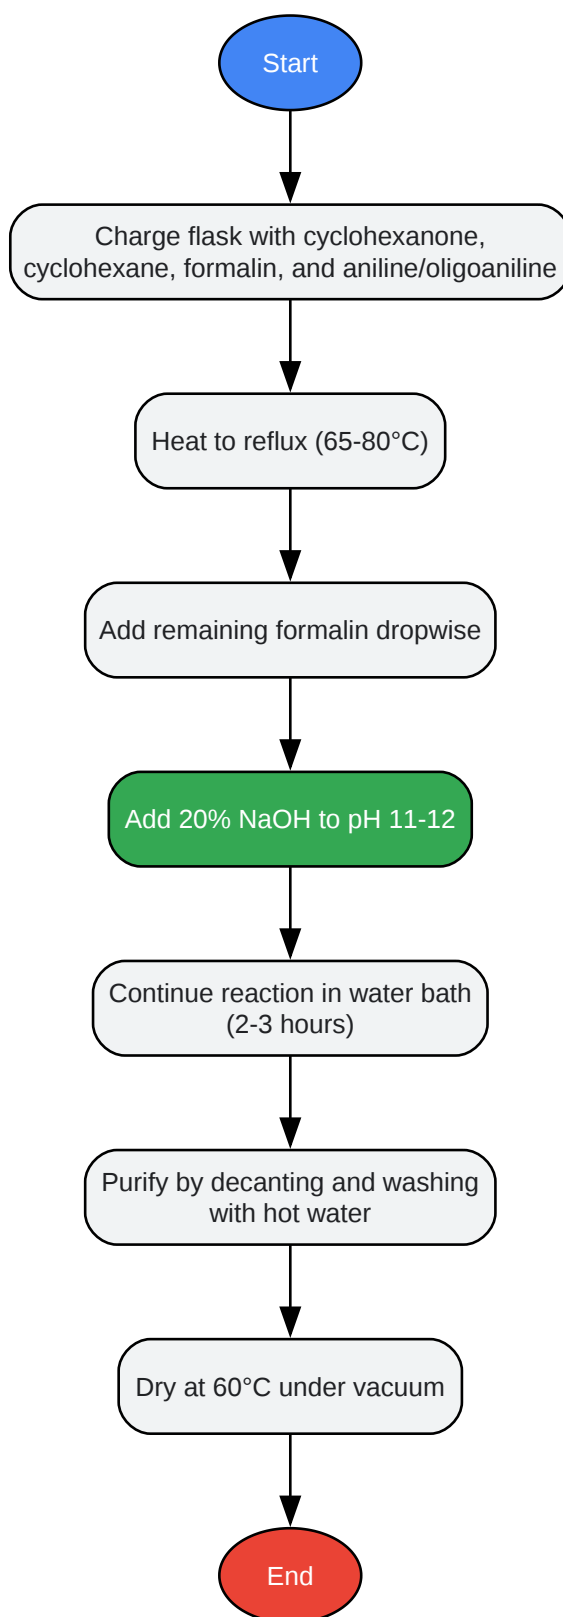 Start
Charge flask with cyclohexanone,
cyclohexane, formalin, and aniline/oligoaniline
Heat to reflux (65-80°C)
Add remaining formalin dropwise
Add 20% NaOH to pH 11-12
Continue reaction in water bath
(2-3 hours)
Purify by decanting and washing
with hot water
Dry at 60°C under vacuum
End